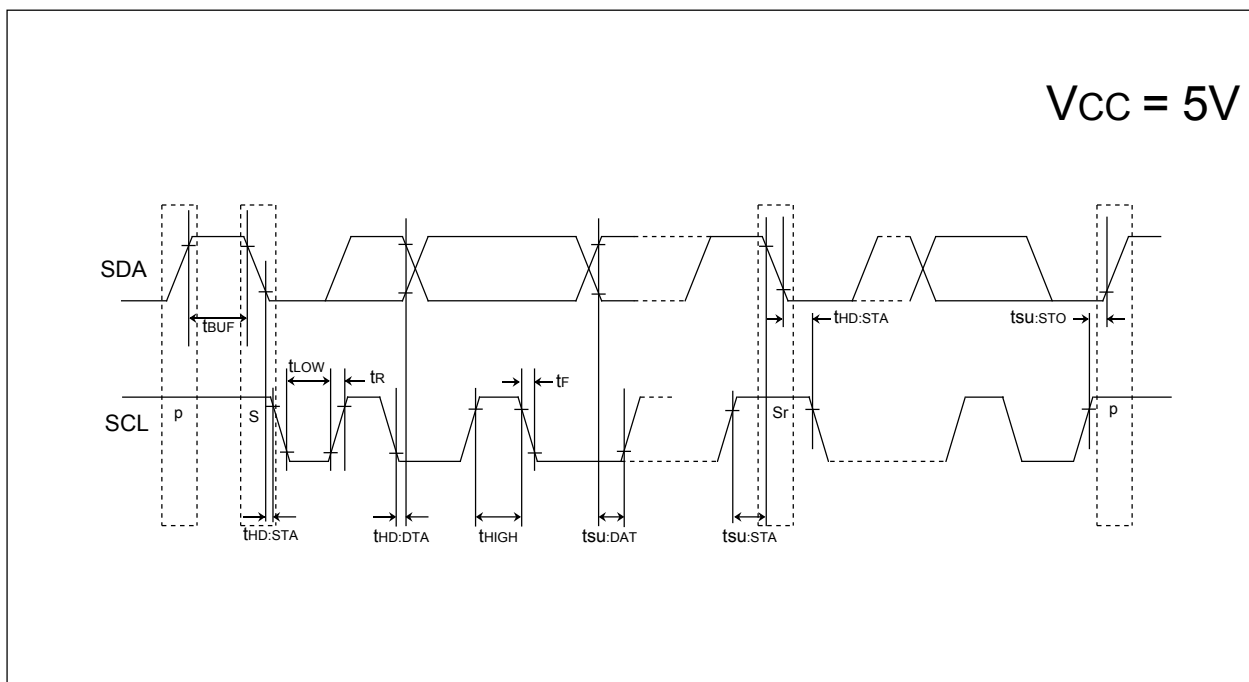 VCC = 5V
SDA
tBUF
tHD:STA
tsu:STO
tLOW
tR
tF
SCL
p
S
Sr
p
tHD:STA
tHD:DTA
tHIGH
tsu:DAT
tsu:STA